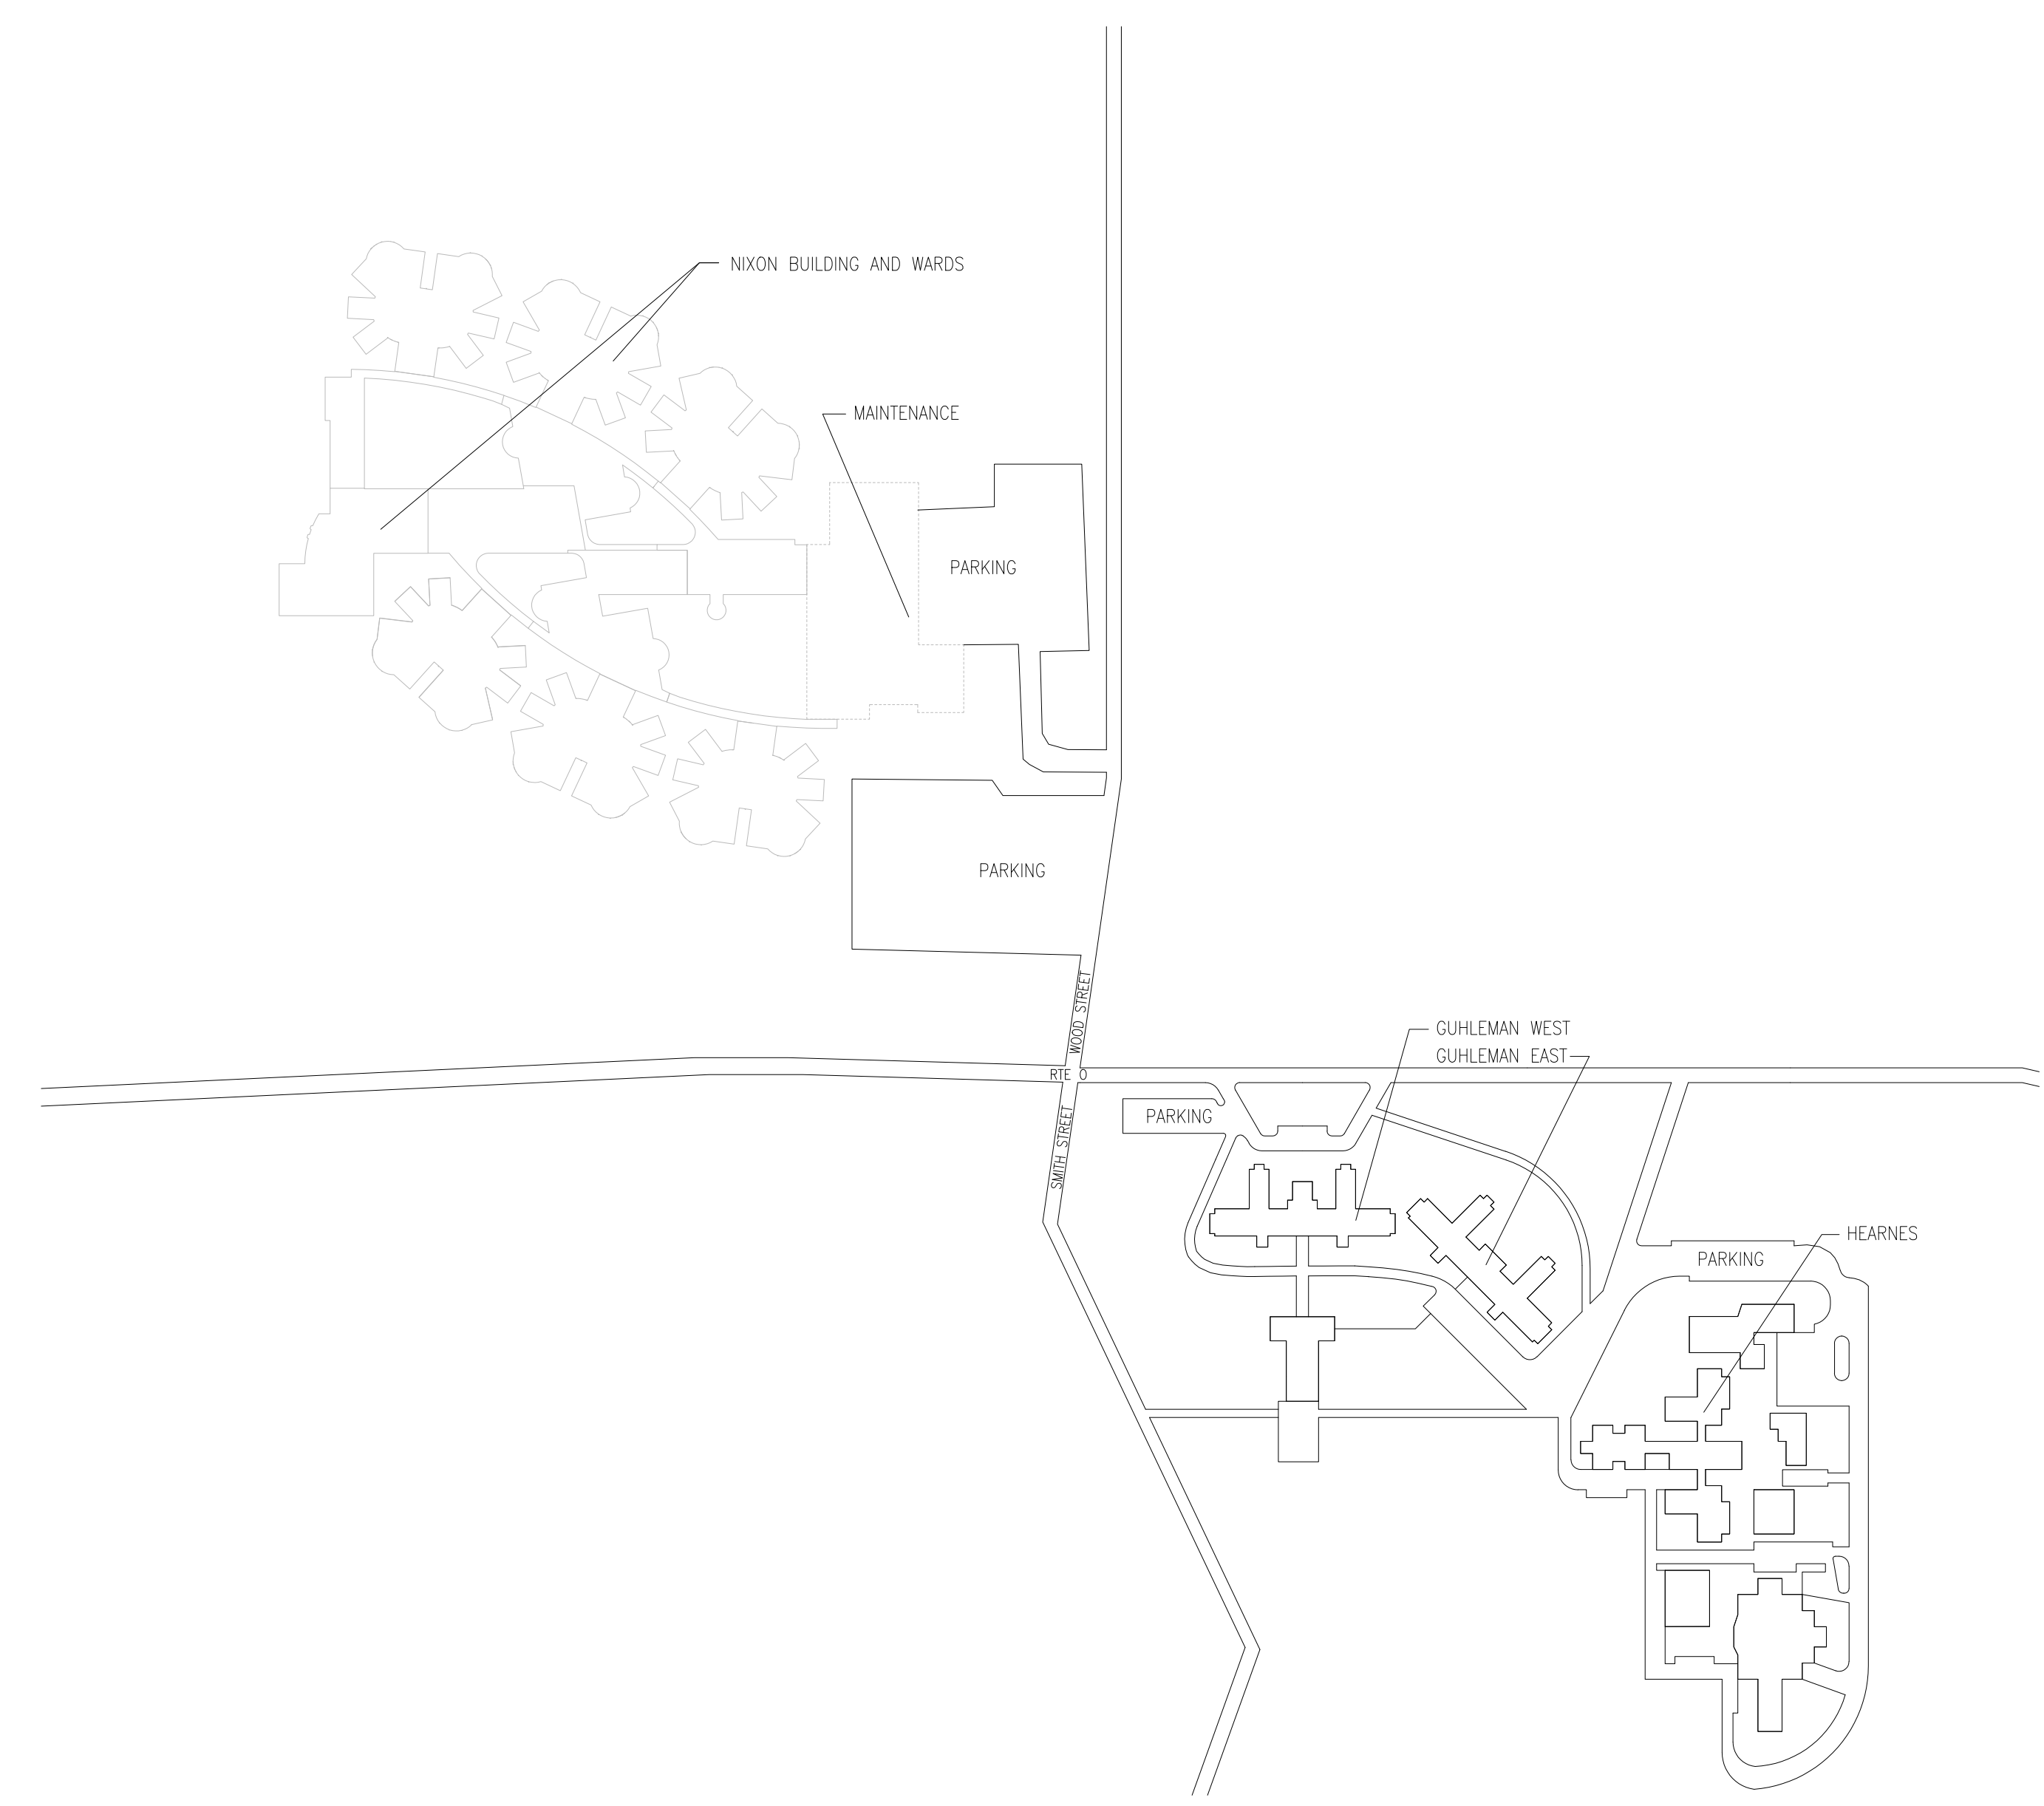 NIXON BUILDING AND WARDS
MAINTENANCE
PARKING
PARKING
WOOD STREET
GUHLEMAN WEST
GUHLEMAN EAST
RTE O
PARKING
SMITH STREET
HEARNES
PARKING